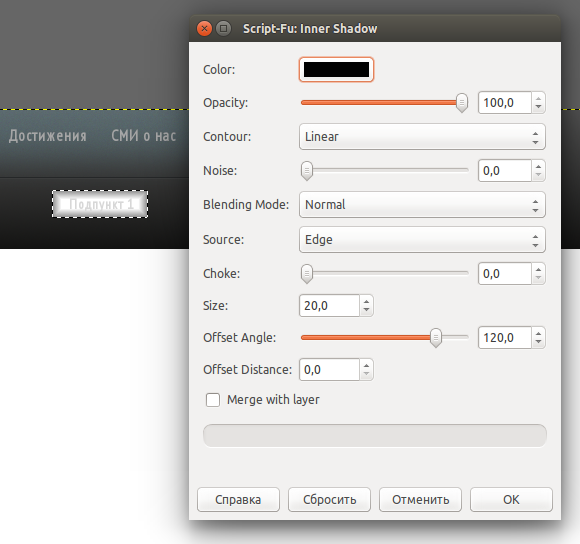 Script-Fu: Inner Shadow
Color:
Opacity: 100,0
Достижения СМИ о нас
Contour: Linear
Noise: 0,0
Подпункт 1
Blending Mode: Normal
Source: Edge
Choke: 0,0
Size: 20,0
Offset Angle: 120,0
Offset Distance: 0,0
Merge with layer
Справка Сбросить Отменить OK